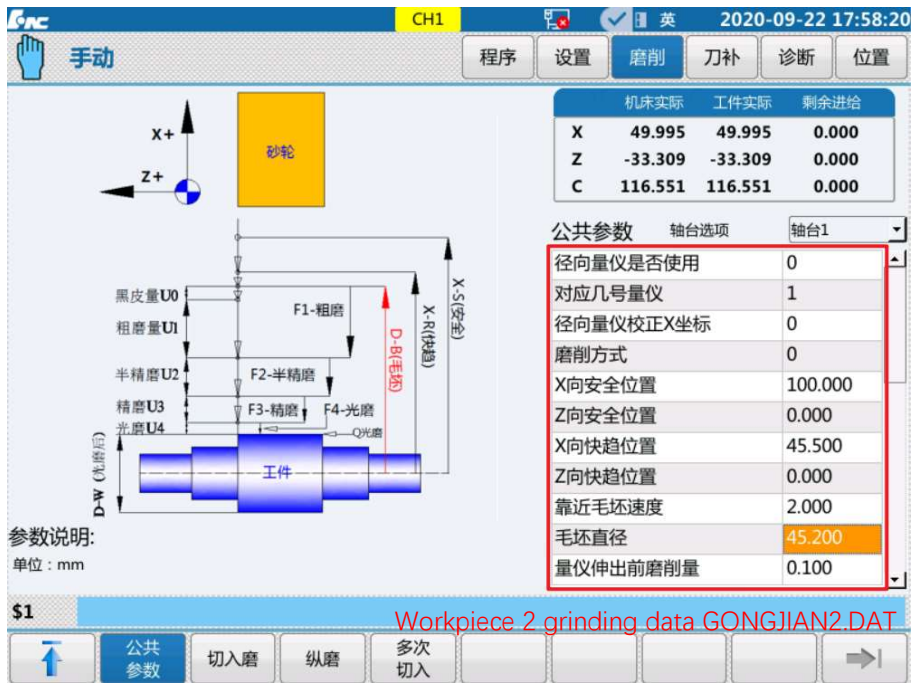 HNC CH1 英 2020-09-22 17:58:20
手动 程序 设置 磨削 刀补 诊断 位置
机床实际 工件实际 剩余进给
X 49.995 49.995 0.000
Z -33.309 -33.309 0.000
C 116.551 116.551 0.000
X+
Z+
砂轮
黑皮量U0
粗磨量U1
半精磨U2
精磨U3
光磨U4
F1-粗磨
F2-半精磨
F3-精磨
F4-光磨
Q光磨
D-B(毛坯)
X-R(快趋)
X-S(安全)
D-W (光磨后)
工件
参数说明:
单位：mm
公共参数 轴台选项 轴台1
径向量仪是否使用 0
对应几号量仪 1
径向量仪校正X坐标 0
磨削方式 0
X向安全位置 100.000
Z向安全位置 0.000
X向快趋位置 45.500
Z向快趋位置 0.000
靠近毛坯速度 2.000
毛坯直径 45.200
量仪伸出前磨削量 0.100
$1
Workpiece 2 grinding data GONGJIAN2.DAT
公共参数 切入磨 纵磨 多次切入